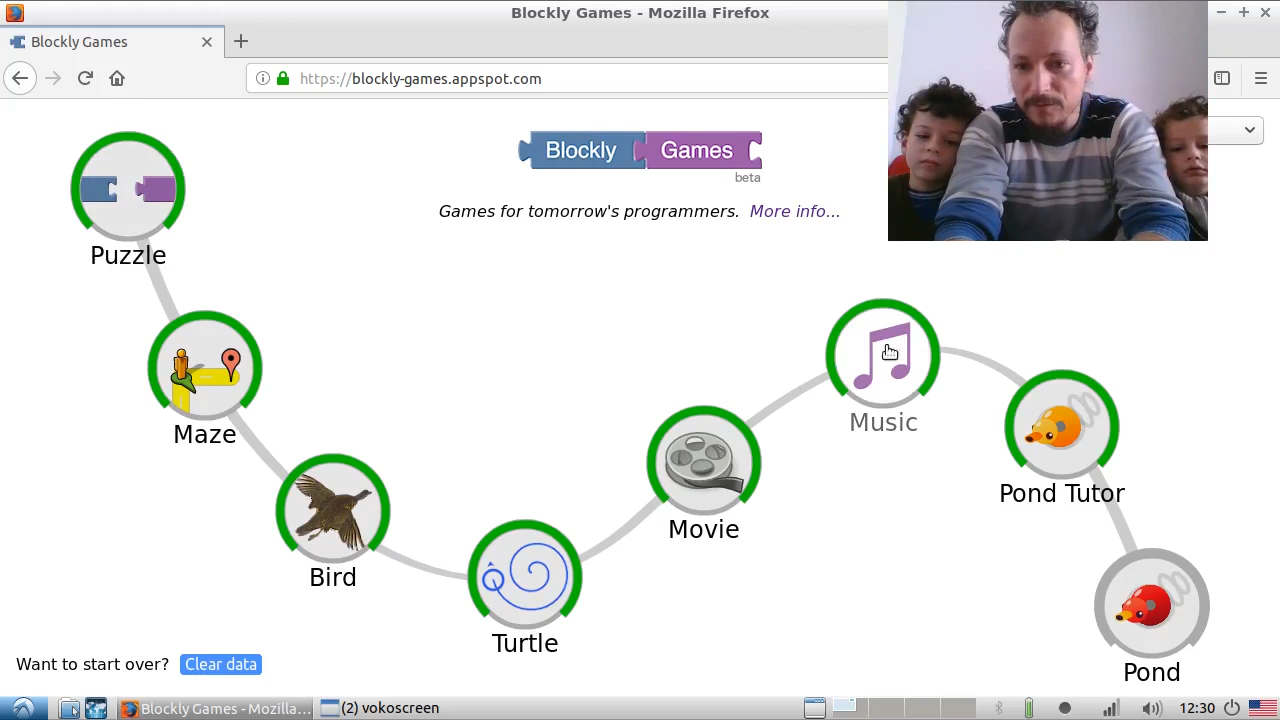 Blockly Games - Mozilla Firefox
Blockly Games
https://blockly-games.appspot.com
Blockly Games
beta
Games for tomorrow's programmers. More info...
Puzzle
Maze
Bird
Turtle
Movie
Music
Pond Tutor
Pond
Want to start over? Clear data
Blockly Games - Mozilla...
(2) vokoscreen
12:30